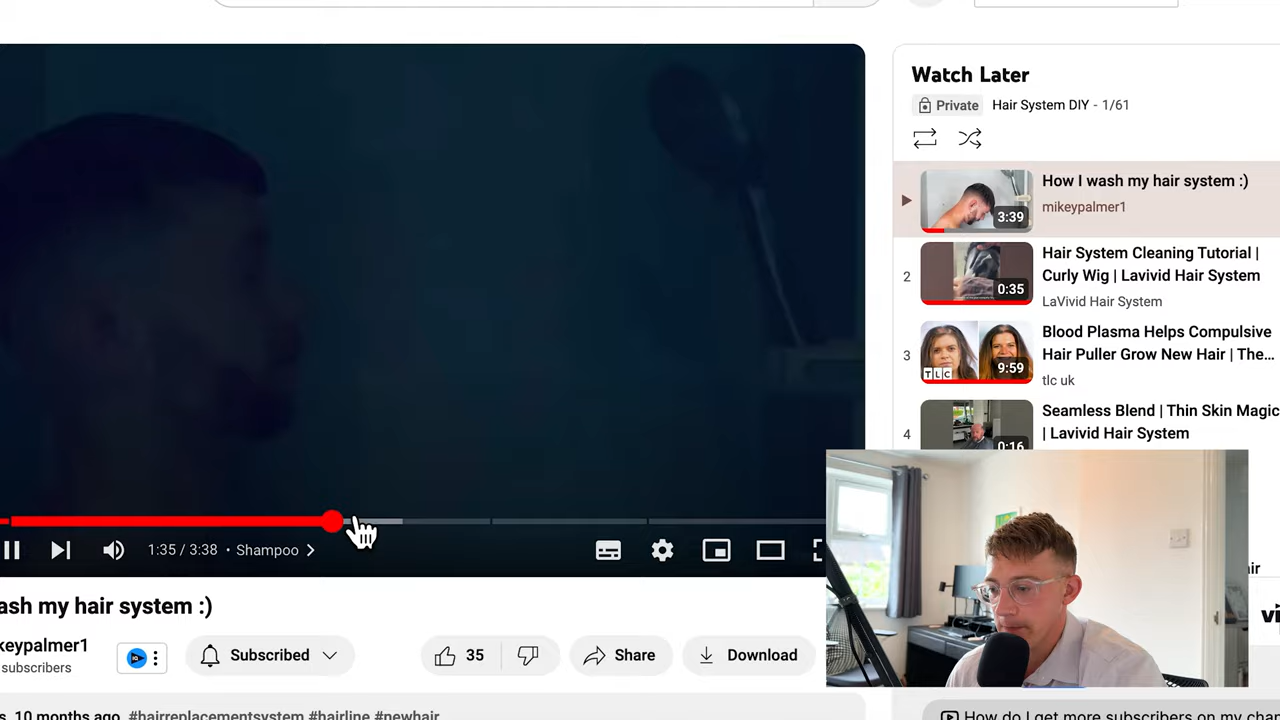 Watch Later
Private Hair System DIY - 1/61
How I wash my hair system :)
mikeypalmer1
3:39
2
Hair System Cleaning Tutorial |
Curly Wig | Lavivid Hair System
LaVivid Hair System
0:35
3
Blood Plasma Helps Compulsive
Hair Puller Grow New Hair | The...
tlc uk
TLC
9:59
4
Seamless Blend | Thin Skin Magic
| Lavivid Hair System
0:16
1:35 / 3:38 • Shampoo
ash my hair system :)
keypalmer1
subscribers
Subscribed
35
Share
Download
10 months ago #hairreplacementsystem #hairline #newhair
How do I get more subscribers on my chan